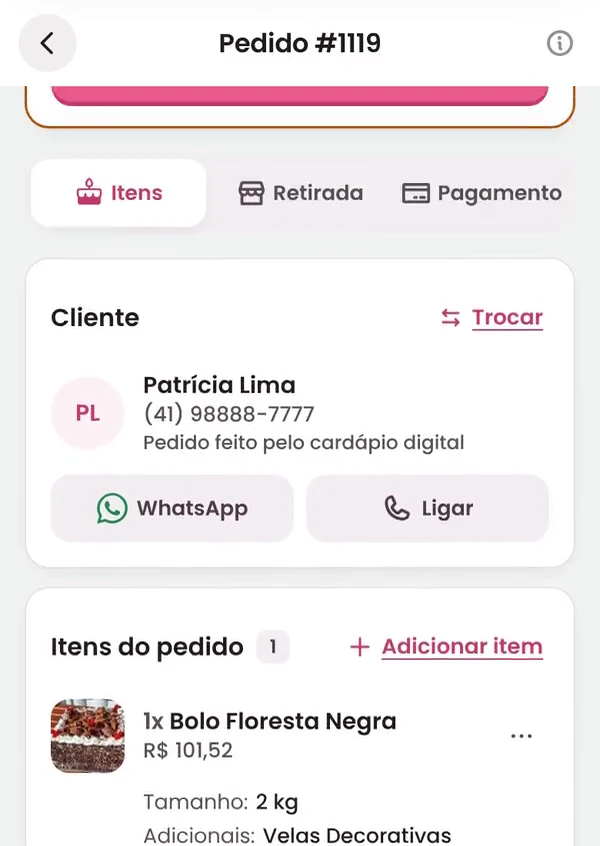 Pedido #1119
Itens
Retirada
Pagamento
Cliente
Trocar
PL
Patrícia Lima
(41) 98888-7777
Pedido feito pelo cardápio digital
WhatsApp
Ligar
Itens do pedido 1
+ Adicionar item
1x Bolo Floresta Negra
R$ 101,52
...
Tamanho: 2 kg
Adicionais: Velas Decorativas